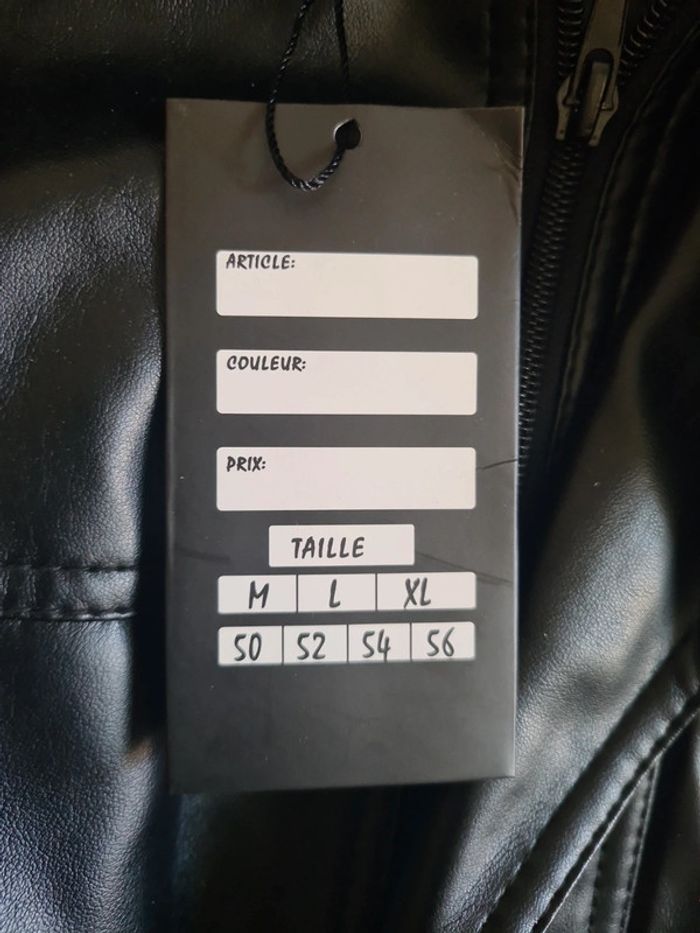 ARTICLE:
COULEUR:
PRIX:
TAILLE
M L XL
50 52 54 56